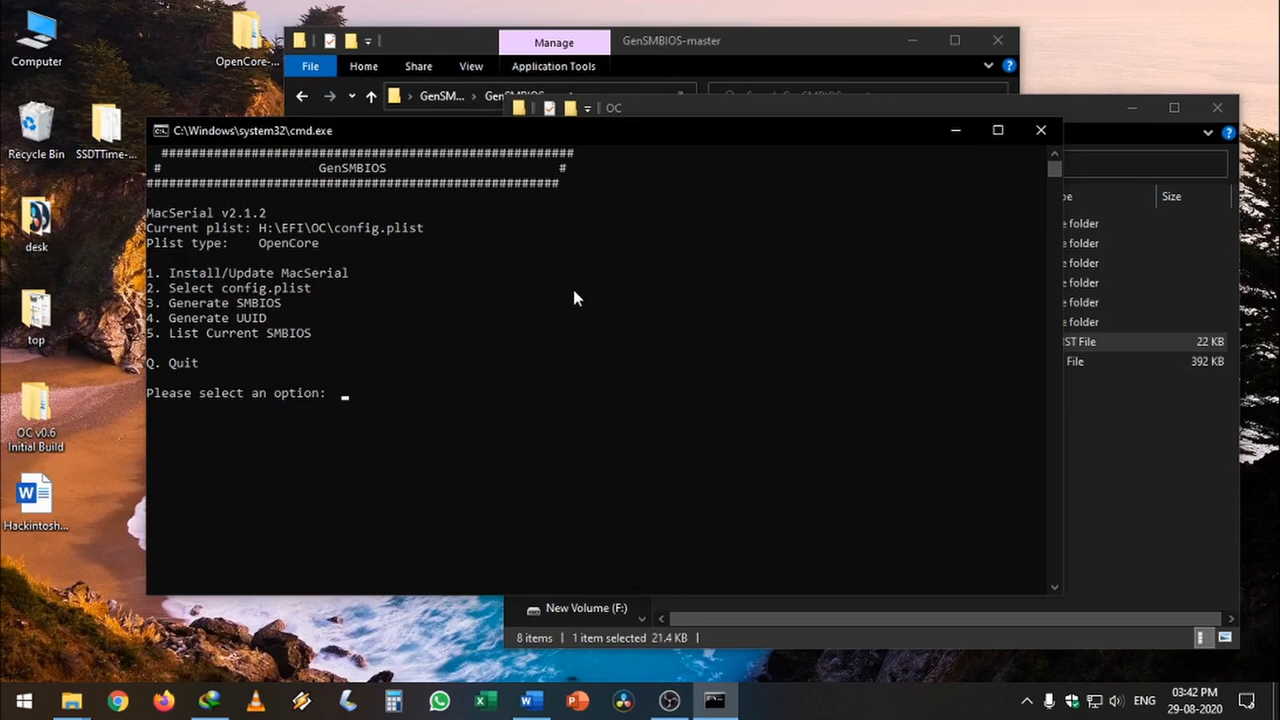 Computer
OpenCore-...
Recycle Bin
SSDTTime-...
desk
top
OC v0.6
Initial Build
Hackintosh...
Manage
GenSMBIOS-master
File
Home
Share
View
Application Tools
GenSM...
OC
C:\Windows\system32\cmd.exe
#######################################################
# GenSMBIOS #
#######################################################
MacSerial v2.1.2
Current plist: H:\EFI\OC\config.plist
Plist type: OpenCore
1. Install/Update MacSerial
2. Select config.plist
3. Generate SMBIOS
4. Generate UUID
5. List Current SMBIOS
Q. Quit
Please select an option:
Size
e folder
e folder
e folder
e folder
e folder
e folder
ST File
22 KB
File
392 KB
New Volume (F:)
8 items
1 item selected 21.4 KB
ENG
03:42 PM
29-08-2020